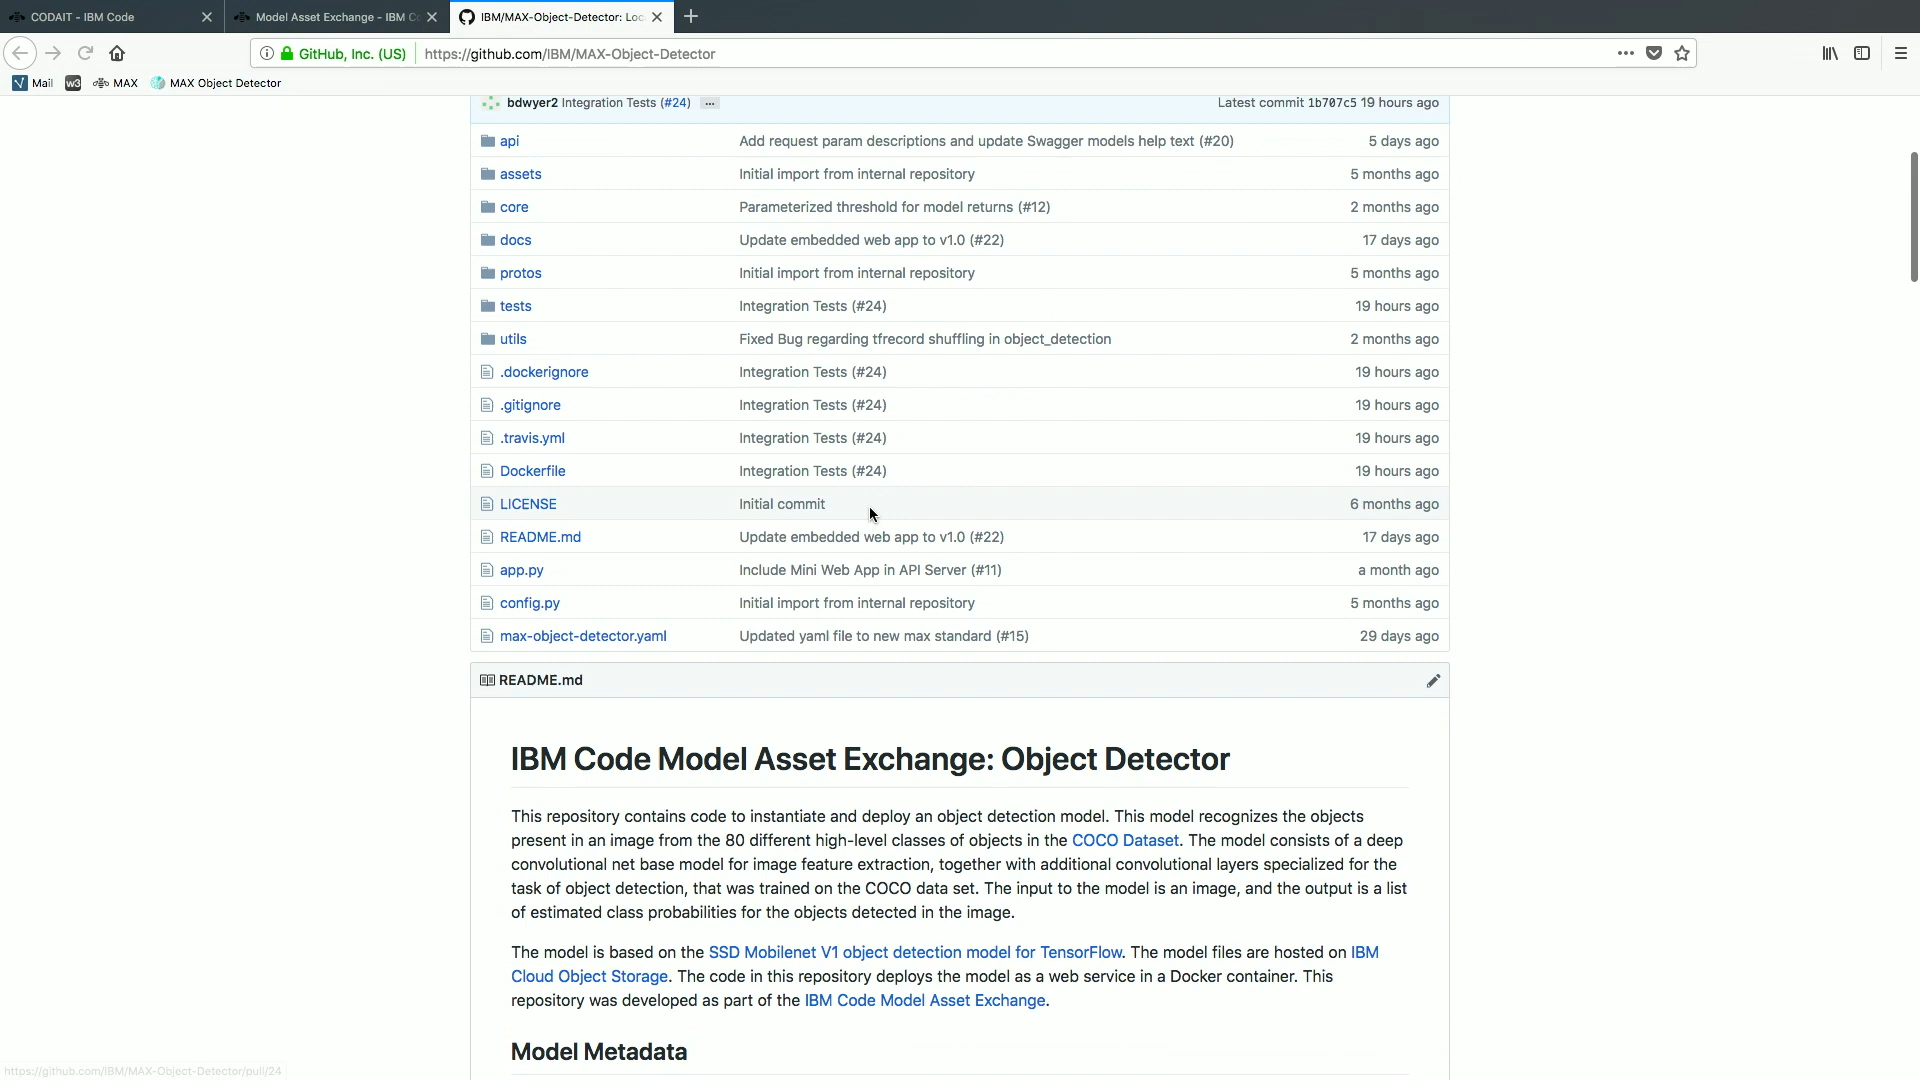 CODAIT - IBM Code
Model Asset Exchange - IBM C
IBM/MAX-Object-Detector: Loc
GitHub, Inc. (US) https://github.com/IBM/MAX-Object-Detector
Mail w3 MAX MAX Object Detector
bdwyer2 Integration Tests (#24) ... Latest commit 1b707c5 19 hours ago
api Add request param descriptions and update Swagger models help text (#20) 5 days ago
assets Initial import from internal repository 5 months ago
core Parameterized threshold for model returns (#12) 2 months ago
docs Update embedded web app to v1.0 (#22) 17 days ago
protos Initial import from internal repository 5 months ago
tests Integration Tests (#24) 19 hours ago
utils Fixed Bug regarding tfrecord shuffling in object_detection 2 months ago
.dockerignore Integration Tests (#24) 19 hours ago
.gitignore Integration Tests (#24) 19 hours ago
.travis.yml Integration Tests (#24) 19 hours ago
Dockerfile Integration Tests (#24) 19 hours ago
LICENSE Initial commit 6 months ago
README.md Update embedded web app to v1.0 (#22) 17 days ago
app.py Include Mini Web App in API Server (#11) a month ago
config.py Initial import from internal repository 5 months ago
max-object-detector.yaml Updated yaml file to new max standard (#15) 29 days ago
README.md
IBM Code Model Asset Exchange: Object Detector
This repository contains code to instantiate and deploy an object detection model. This model recognizes the objects
present in an image from the 80 different high-level classes of objects in the COCO Dataset. The model consists of a deep
convolutional net base model for image feature extraction, together with additional convolutional layers specialized for the
task of object detection, that was trained on the COCO data set. The input to the model is an image, and the output is a list
of estimated class probabilities for the objects detected in the image.
The model is based on the SSD Mobilenet V1 object detection model for TensorFlow. The model files are hosted on IBM
Cloud Object Storage. The code in this repository deploys the model as a web service in a Docker container. This
repository was developed as part of the IBM Code Model Asset Exchange.
Model Metadata
https://github.com/IBM/MAX-Object-Detector/pull/24